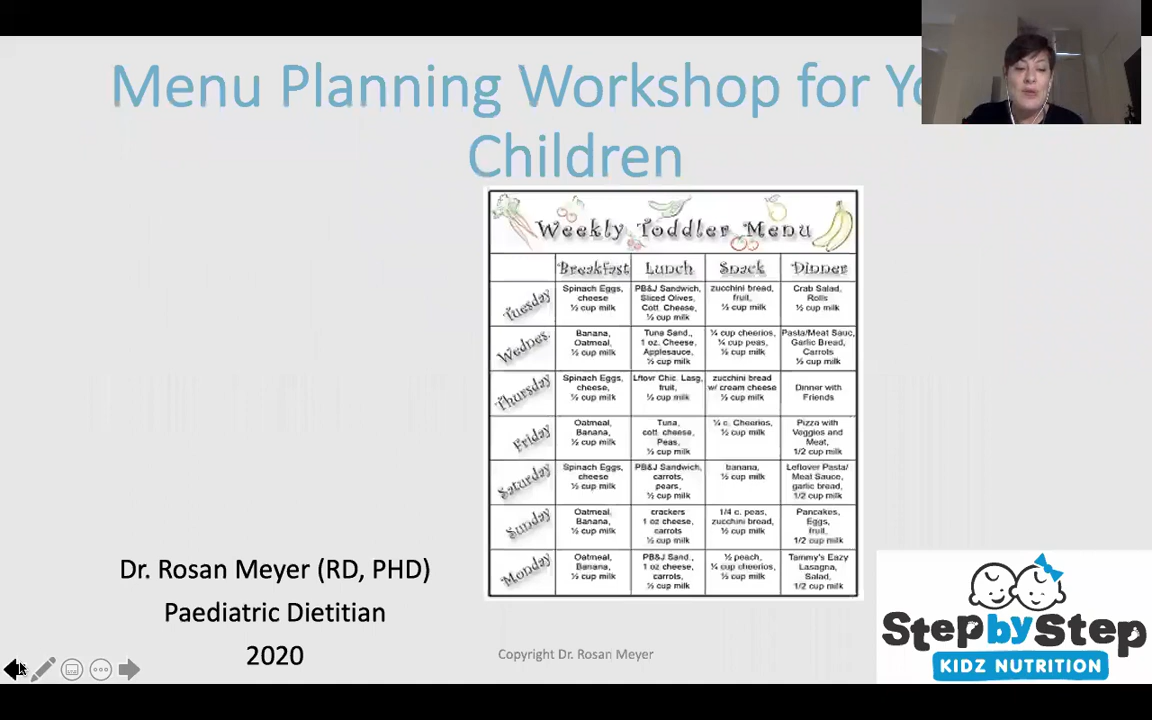 Menu Planning Workshop for
Children
Weekly Toddler Menu
Breakfast Lunch Snack Dinner
Tuesday
Spinach Eggs,
cheese
½ cup milk
PB&J Sandwich,
Sliced Olives,
Cott. Cheese,
½ cup milk
zucchini bread,
fruit,
½ cup milk
Crab Salad,
Rolls
½ cup milk
Wednes.
Banana,
Oatmeal,
½ cup milk
Tuna Sand.,
1 oz. Cheese,
Applesauce,
½ cup milk
¼ cup cheerios,
¼ cup peas,
½ cup milk
Pasta/Meat Sauc,
Garlic Bread,
Carrots
½ cup milk
Thursday
Spinach Eggs,
cheese,
½ cup milk
Lftovr Chic. Lasg,
fruit,
½ cup milk
zucchini bread
w/ cream cheese
½ cup milk
Dinner with
Friends
Friday
Oatmeal,
Banana,
½ cup milk
Tuna,
cott. cheese,
Peas,
½ cup milk
¼ c. Cheerios,
½ cup milk
Pizza with
Veggies and
Meat,
1/2 cup milk
Saturday
Spinach Eggs,
cheese
½ cup milk
PB&J Sandwich,
carrots,
pears,
½ cup milk
banana,
½ cup milk
Leftover Pasta/
Meat Sauce,
garlic bread,
1/2 cup milk
Sunday
Oatmeal,
Banana,
½ cup milk
crackers
1 oz cheese,
carrots
½ cup milk
1/4 c. peas,
zucchini bread,
½ cup milk
Pancakes,
Eggs,
fruit,
1/2 cup milk
Monday
Oatmeal,
Banana,
½ cup milk
PB&J Sand.,
1 oz cheese,
carrots,
½ cup milk
½ peach,
¼ cup cheerios,
½ cup milk
Tammy's Eazy
Lasagna,
Salad,
1/2 cup milk
Dr. Rosan Meyer (RD, PHD)
Paediatric Dietitian
2020
Copyright Dr. Rosan Meyer
StepbyStep
KIDZ NUTRITION